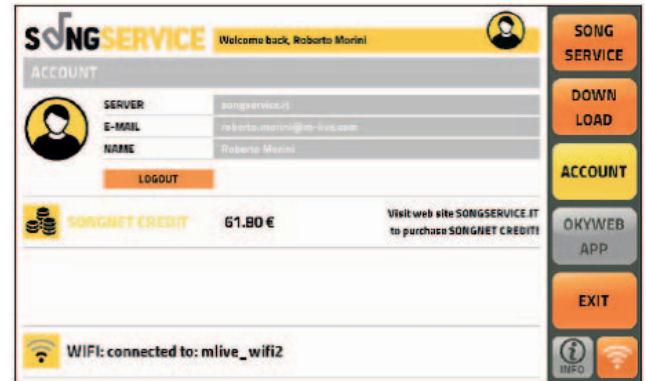 SONGSERVICE Welcome back, Roberto Morini
ACCOUNT
SERVER songservice.it
E-MAIL roberto.morini@m-live.com
NAME Roberto Morini
LOGOUT
SONGNET CREDIT 61.80 € Visit web site SONGSERVICE.IT
to purchase SONGNET CREDIT!
WIFI: connected to: mlive_wifi2
SONG
SERVICE
DOWN
LOAD
ACCOUNT
OKYWEB
APP
EXIT
INFO